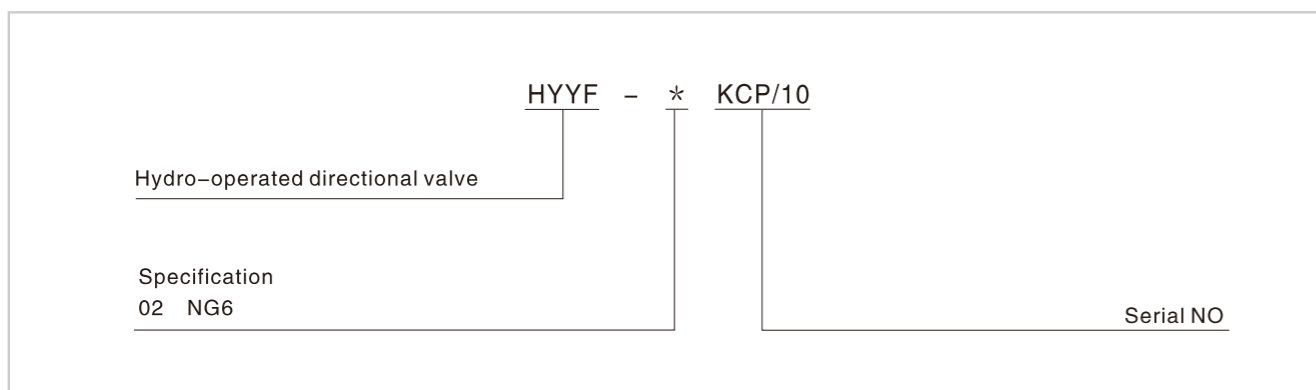 HYYF - * KCP/10
Hydro-operated directional valve
Specification
02 NG6
Serial NO